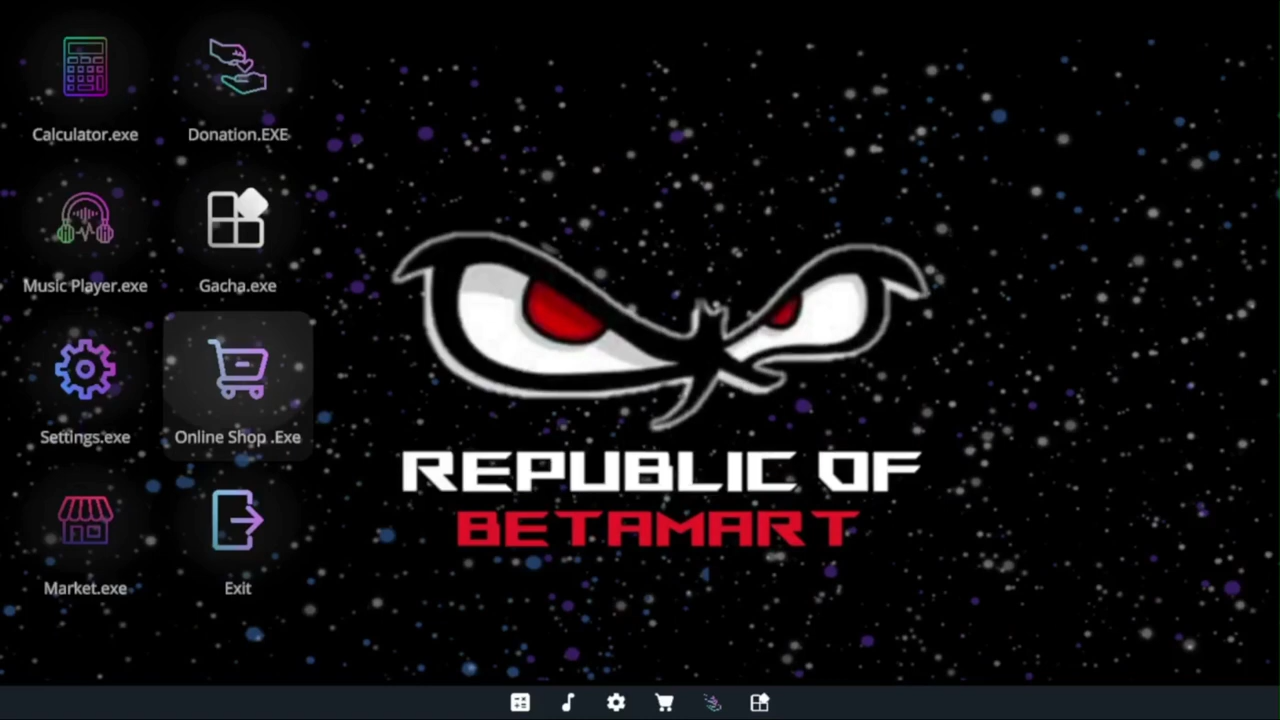 Calculator.exe
Donation.EXE
Music Player.exe
Gacha.exe
Settings.exe
Online Shop .Exe
Market.exe
Exit
REPUBLIC OF
BETAMART